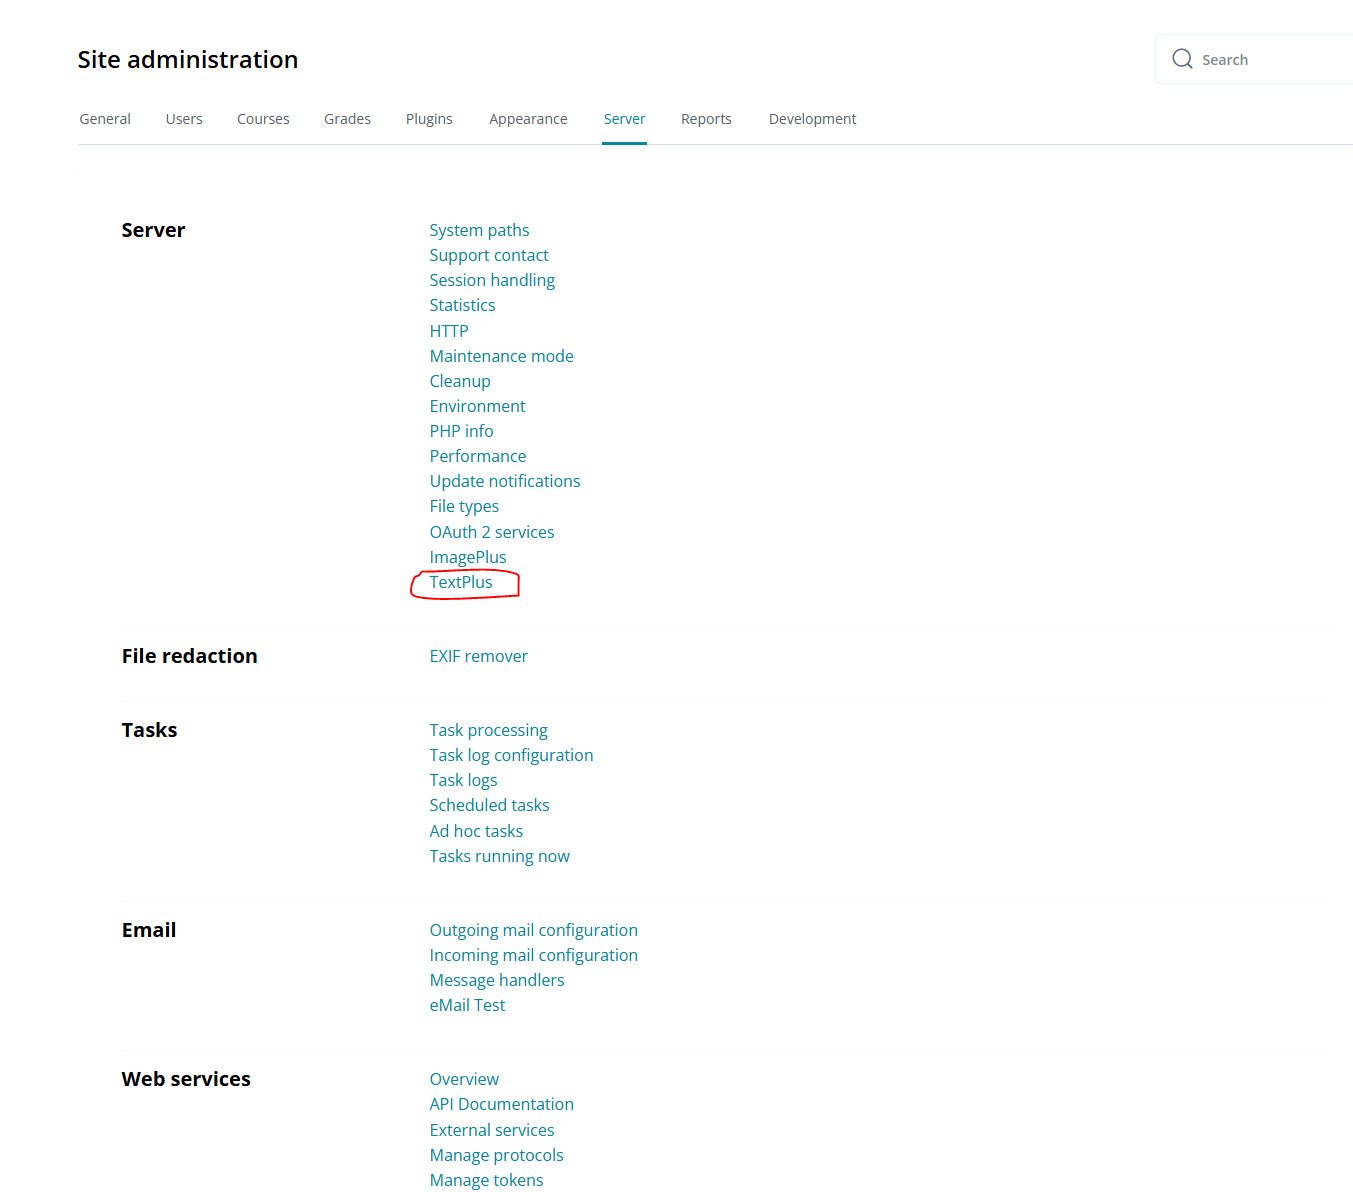 Site administration
Search
General Users Courses Grades Plugins Appearance Server Reports Development
Server
System paths
Support contact
Session handling
Statistics
HTTP
Maintenance mode
Cleanup
Environment
PHP info
Performance
Update notifications
File types
OAuth 2 services
ImagePlus
TextPlus
File redaction
EXIF remover
Tasks
Task processing
Task log configuration
Task logs
Scheduled tasks
Ad hoc tasks
Tasks running now
Email
Outgoing mail configuration
Incoming mail configuration
Message handlers
eMail Test
Web services
Overview
API Documentation
External services
Manage protocols
Manage tokens